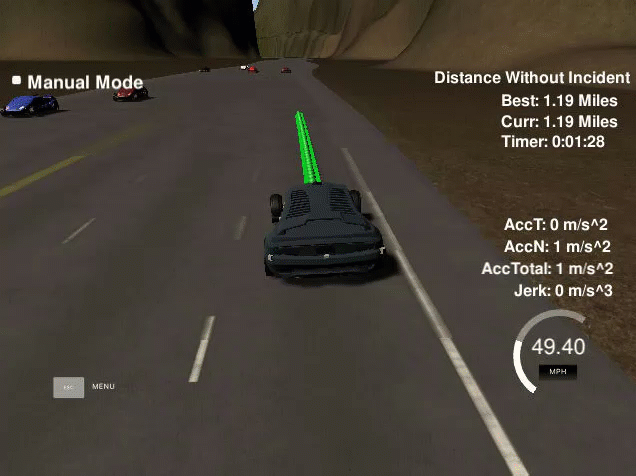 Manual Mode
Distance Without Incident
Best: 1.19 Miles
Curr: 1.19 Miles
Timer: 0:01:28
AccT: 0 m/s^2
AccN: 1 m/s^2
AccTotal: 1 m/s^2
Jerk: 0 m/s^3
49.40
MPH
ESC MENU